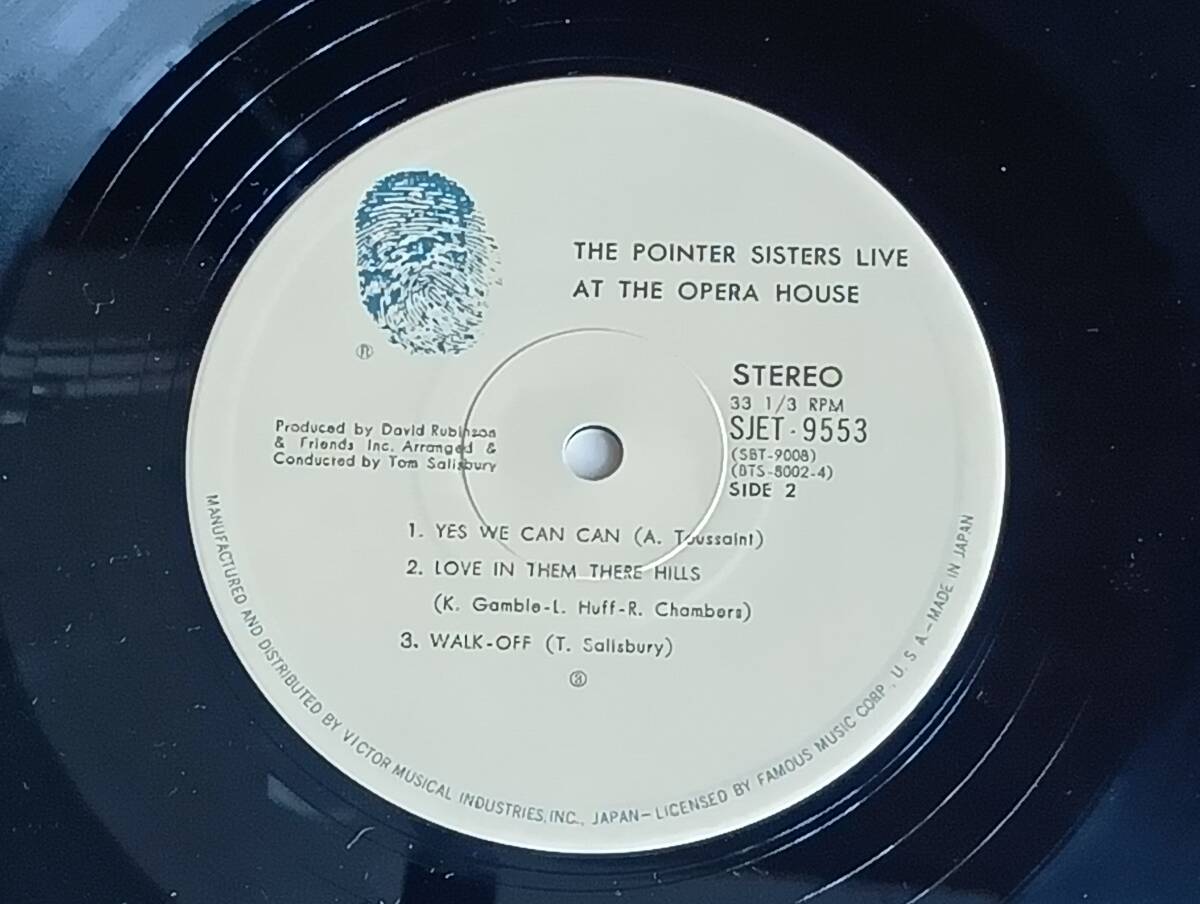 THE POINTER SISTERS LIVE
AT THE OPERA HOUSE
®
STEREO
33 1/3 RPM
SJET-9553
(SBT-9008)
(BTS-8002-4)
SIDE 2
Produced by David Rubinson
& Friends Inc. Arranged &
Conducted by Tom Salisbury
1. YES WE CAN CAN (A. Toussaint)
2. LOVE IN THEM THERE HILLS
(K. Gamble-L. Huff-R. Chambers)
3. WALK-OFF (T. Salisbury)
MANUFACTURED AND DISTRIBUTED BY VICTOR MUSICAL INDUSTRIES, INC., JAPAN-LICENSED BY FAMOUS MUSIC CORP., U. S. A.-MADE IN JAPAN